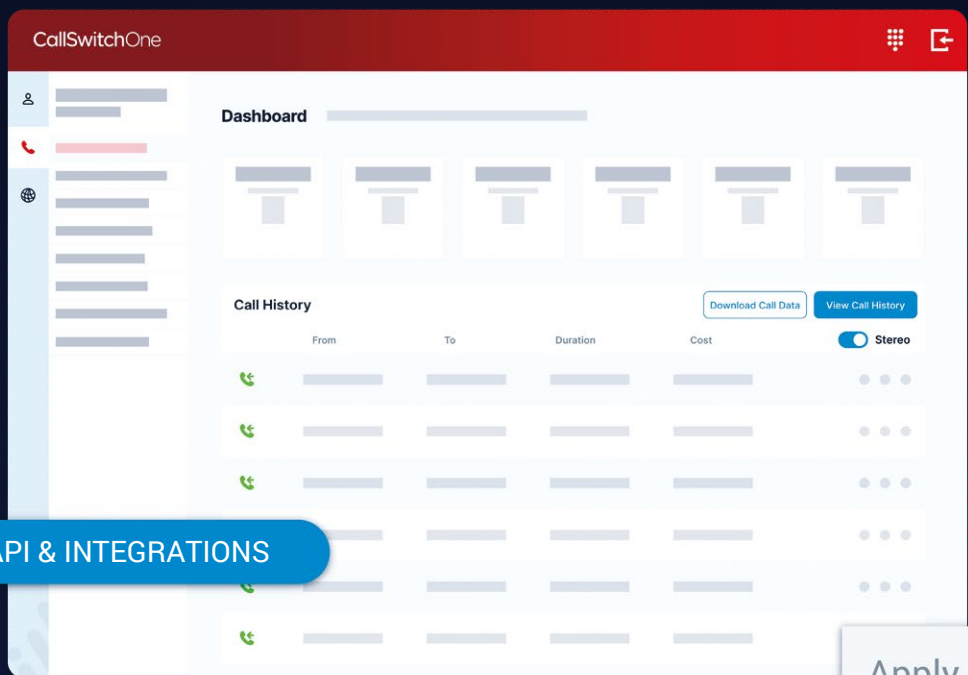 CallSwitchOne
Dashboard
Call History
Download Call Data
View Call History
From To Duration Cost Stereo
API & INTEGRATIONS
Apply